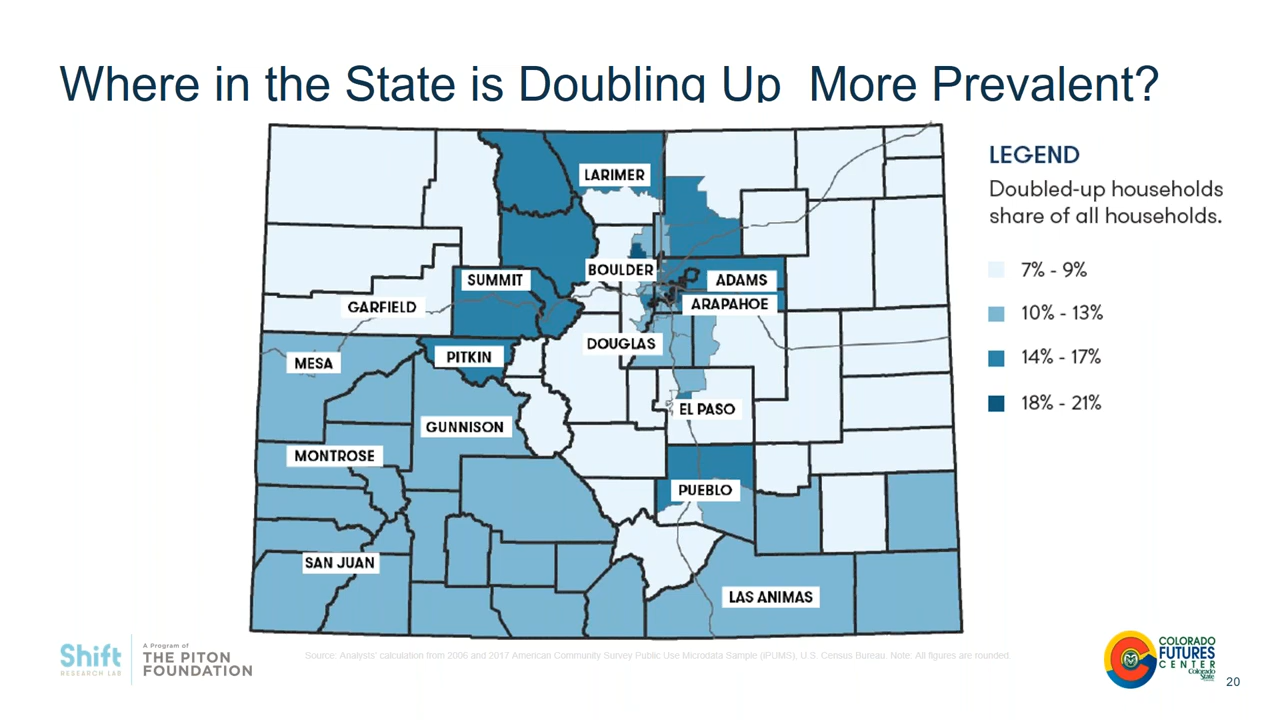 Where in the State is Doubling Up  More Prevalent?
LEGEND
Doubled-up households
share of all households.
7% - 9%
10% - 13%
14% - 17%
18% - 21%
LARIMER
BOULDER
SUMMIT
ADAMS
GARFIELD
ARAPAHOE
DOUGLAS
PITKIN
MESA
EL PASO
GUNNISON
MONTROSE
PUEBLO
SAN JUAN
LAS ANIMAS
Shift
RESEARCH LAB
A Program of
THE PITON
FOUNDATION
Source: Analysts' calculation from 2006 and 2017 American Community Survey Public Use Microdata Sample (iPUMS), U.S. Census Bureau. Note: All figures are rounded.
COLORADO
FUTURES
CENTER
Colorado
State
20